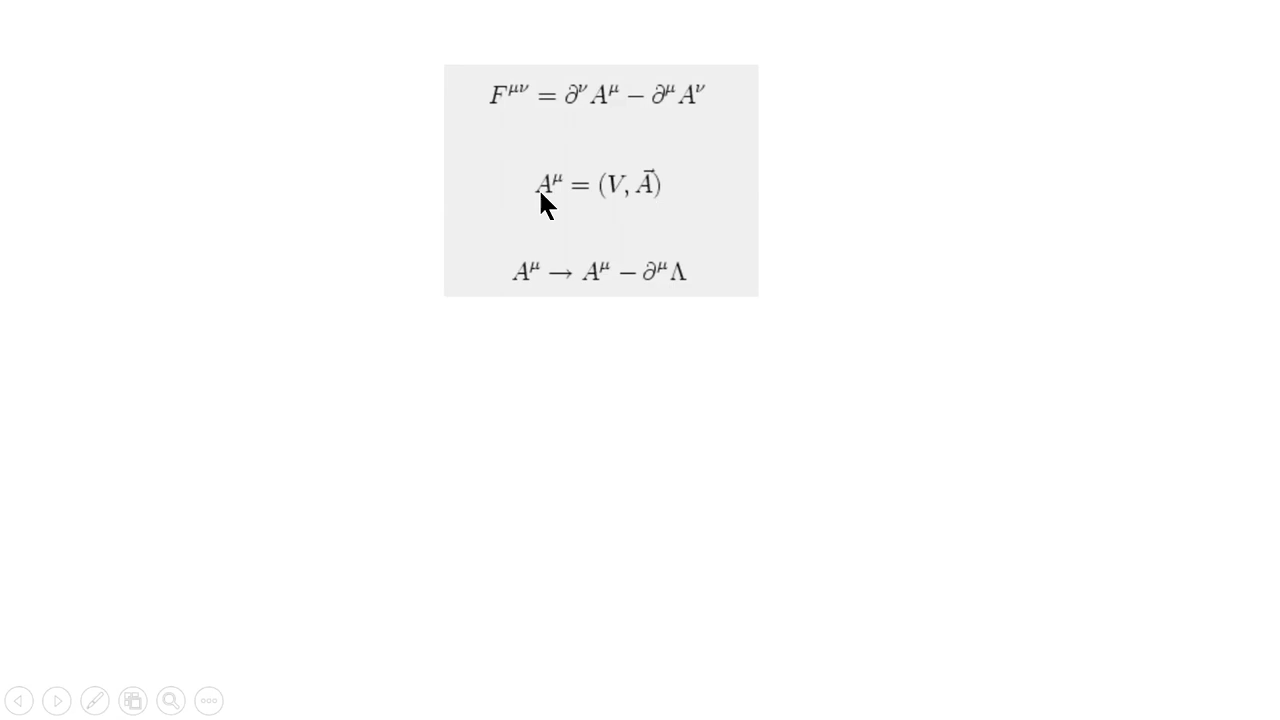 F^{μν} = ∂^ν A^μ − ∂^μ A^ν
A^μ = (V, \vec{A})
A^μ → A^μ − ∂^μ Λ